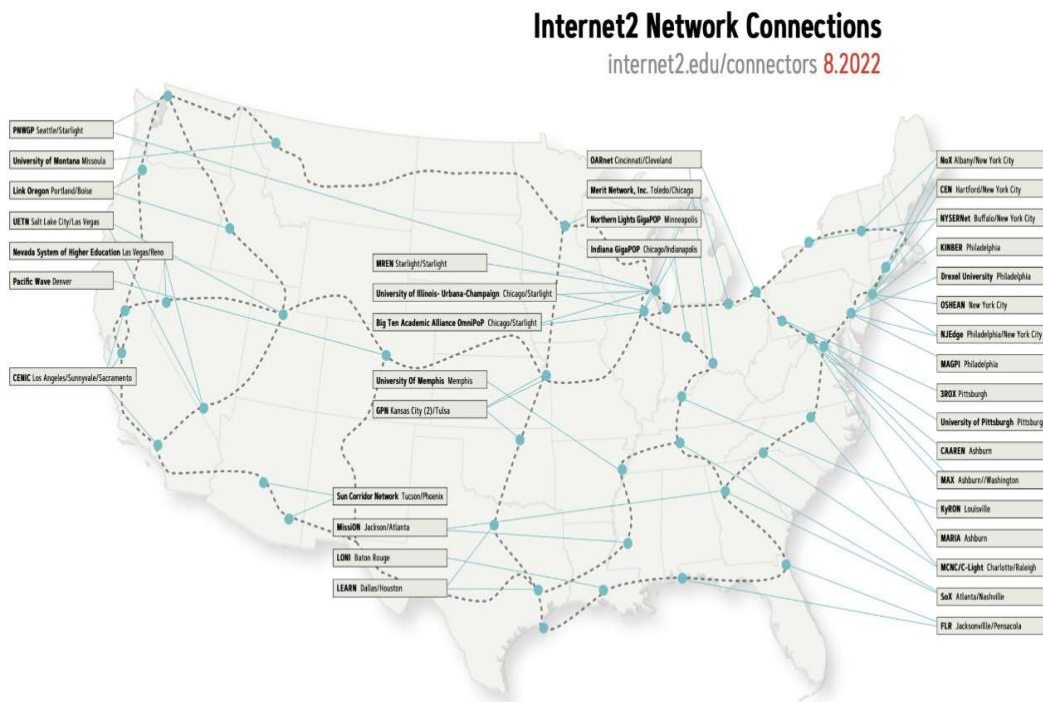 Internet2 Network Connections
internet2.edu/connectors 8.2022
PNWGP Seattle/Starlight
University of Montana Missoula
Link Oregon Portland/Boise
UETN Salt Lake City/Las Vegas
Nevada System of Higher Education Las Vegas/Reno
Pacific Wave Denver
CENIC Los Angeles/Sunnyvale/Sacramento
MREN Starlight/Starlight
University of Illinois- Urbana-Champaign Chicago/Starlight
Big Ten Academic Alliance OmniPoP Chicago/Starlight
University Of Memphis Memphis
GPN Kansas City (2)/Tulsa
Sun Corridor Network Tucson/Phoenix
MissiON Jackson/Atlanta
LONI Baton Rouge
LEARN Dallas/Houston
OARnet Cincinnati/Cleveland
Merit Network, Inc. Toledo/Chicago
Northern Lights GigaPOP Minneapolis
Indiana GigaPOP Chicago/Indianapolis
NoX Albany/New York City
CEN Hartford/New York City
NYSERNet Buffalo/New York City
KINBER Philadelphia
Drexel University Philadelphia
OSHEAN New York City
NJEdge Philadelphia/New York City
MAGPI Philadelphia
3ROX Pittsburgh
University of Pittsburgh Pittsburg
CAAREN Ashburn
MAX Ashburn//Washington
KyRON Louisville
MARIA Ashburn
MCNC/C-Light Charlotte/Raleigh
SoX Atlanta/Nashville
FLR Jacksonvillle/Pensacola